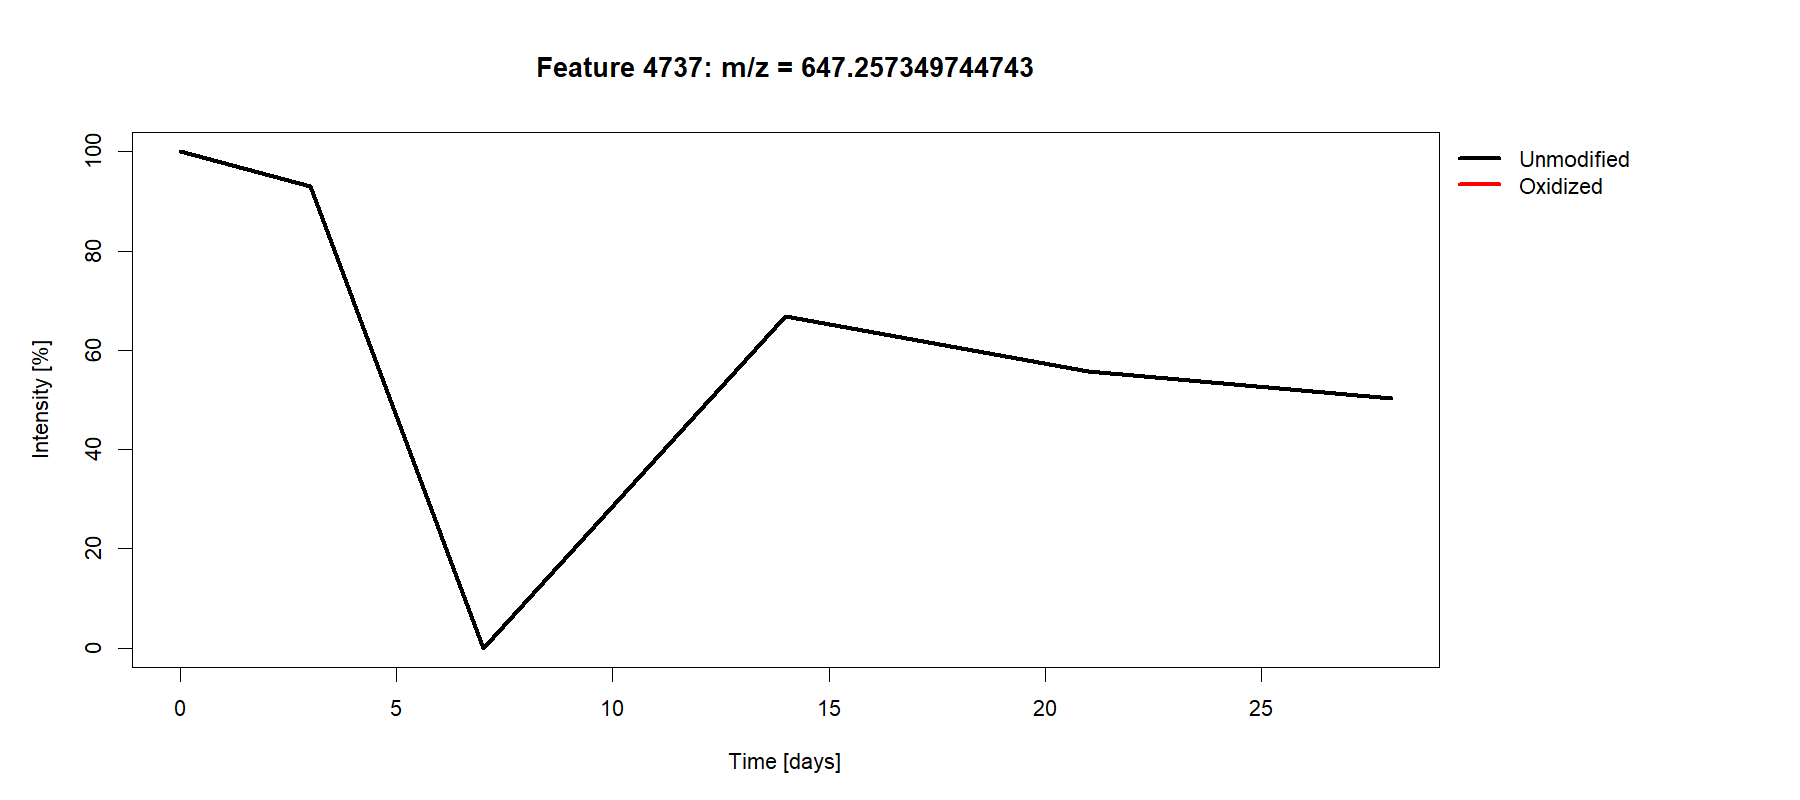 Feature 4737: m/z = 647.257349744743
Unmodified
Oxidized
Intensity [%]
100
80
60
40
20
0
0 5 10 15 20 25
Time [days]